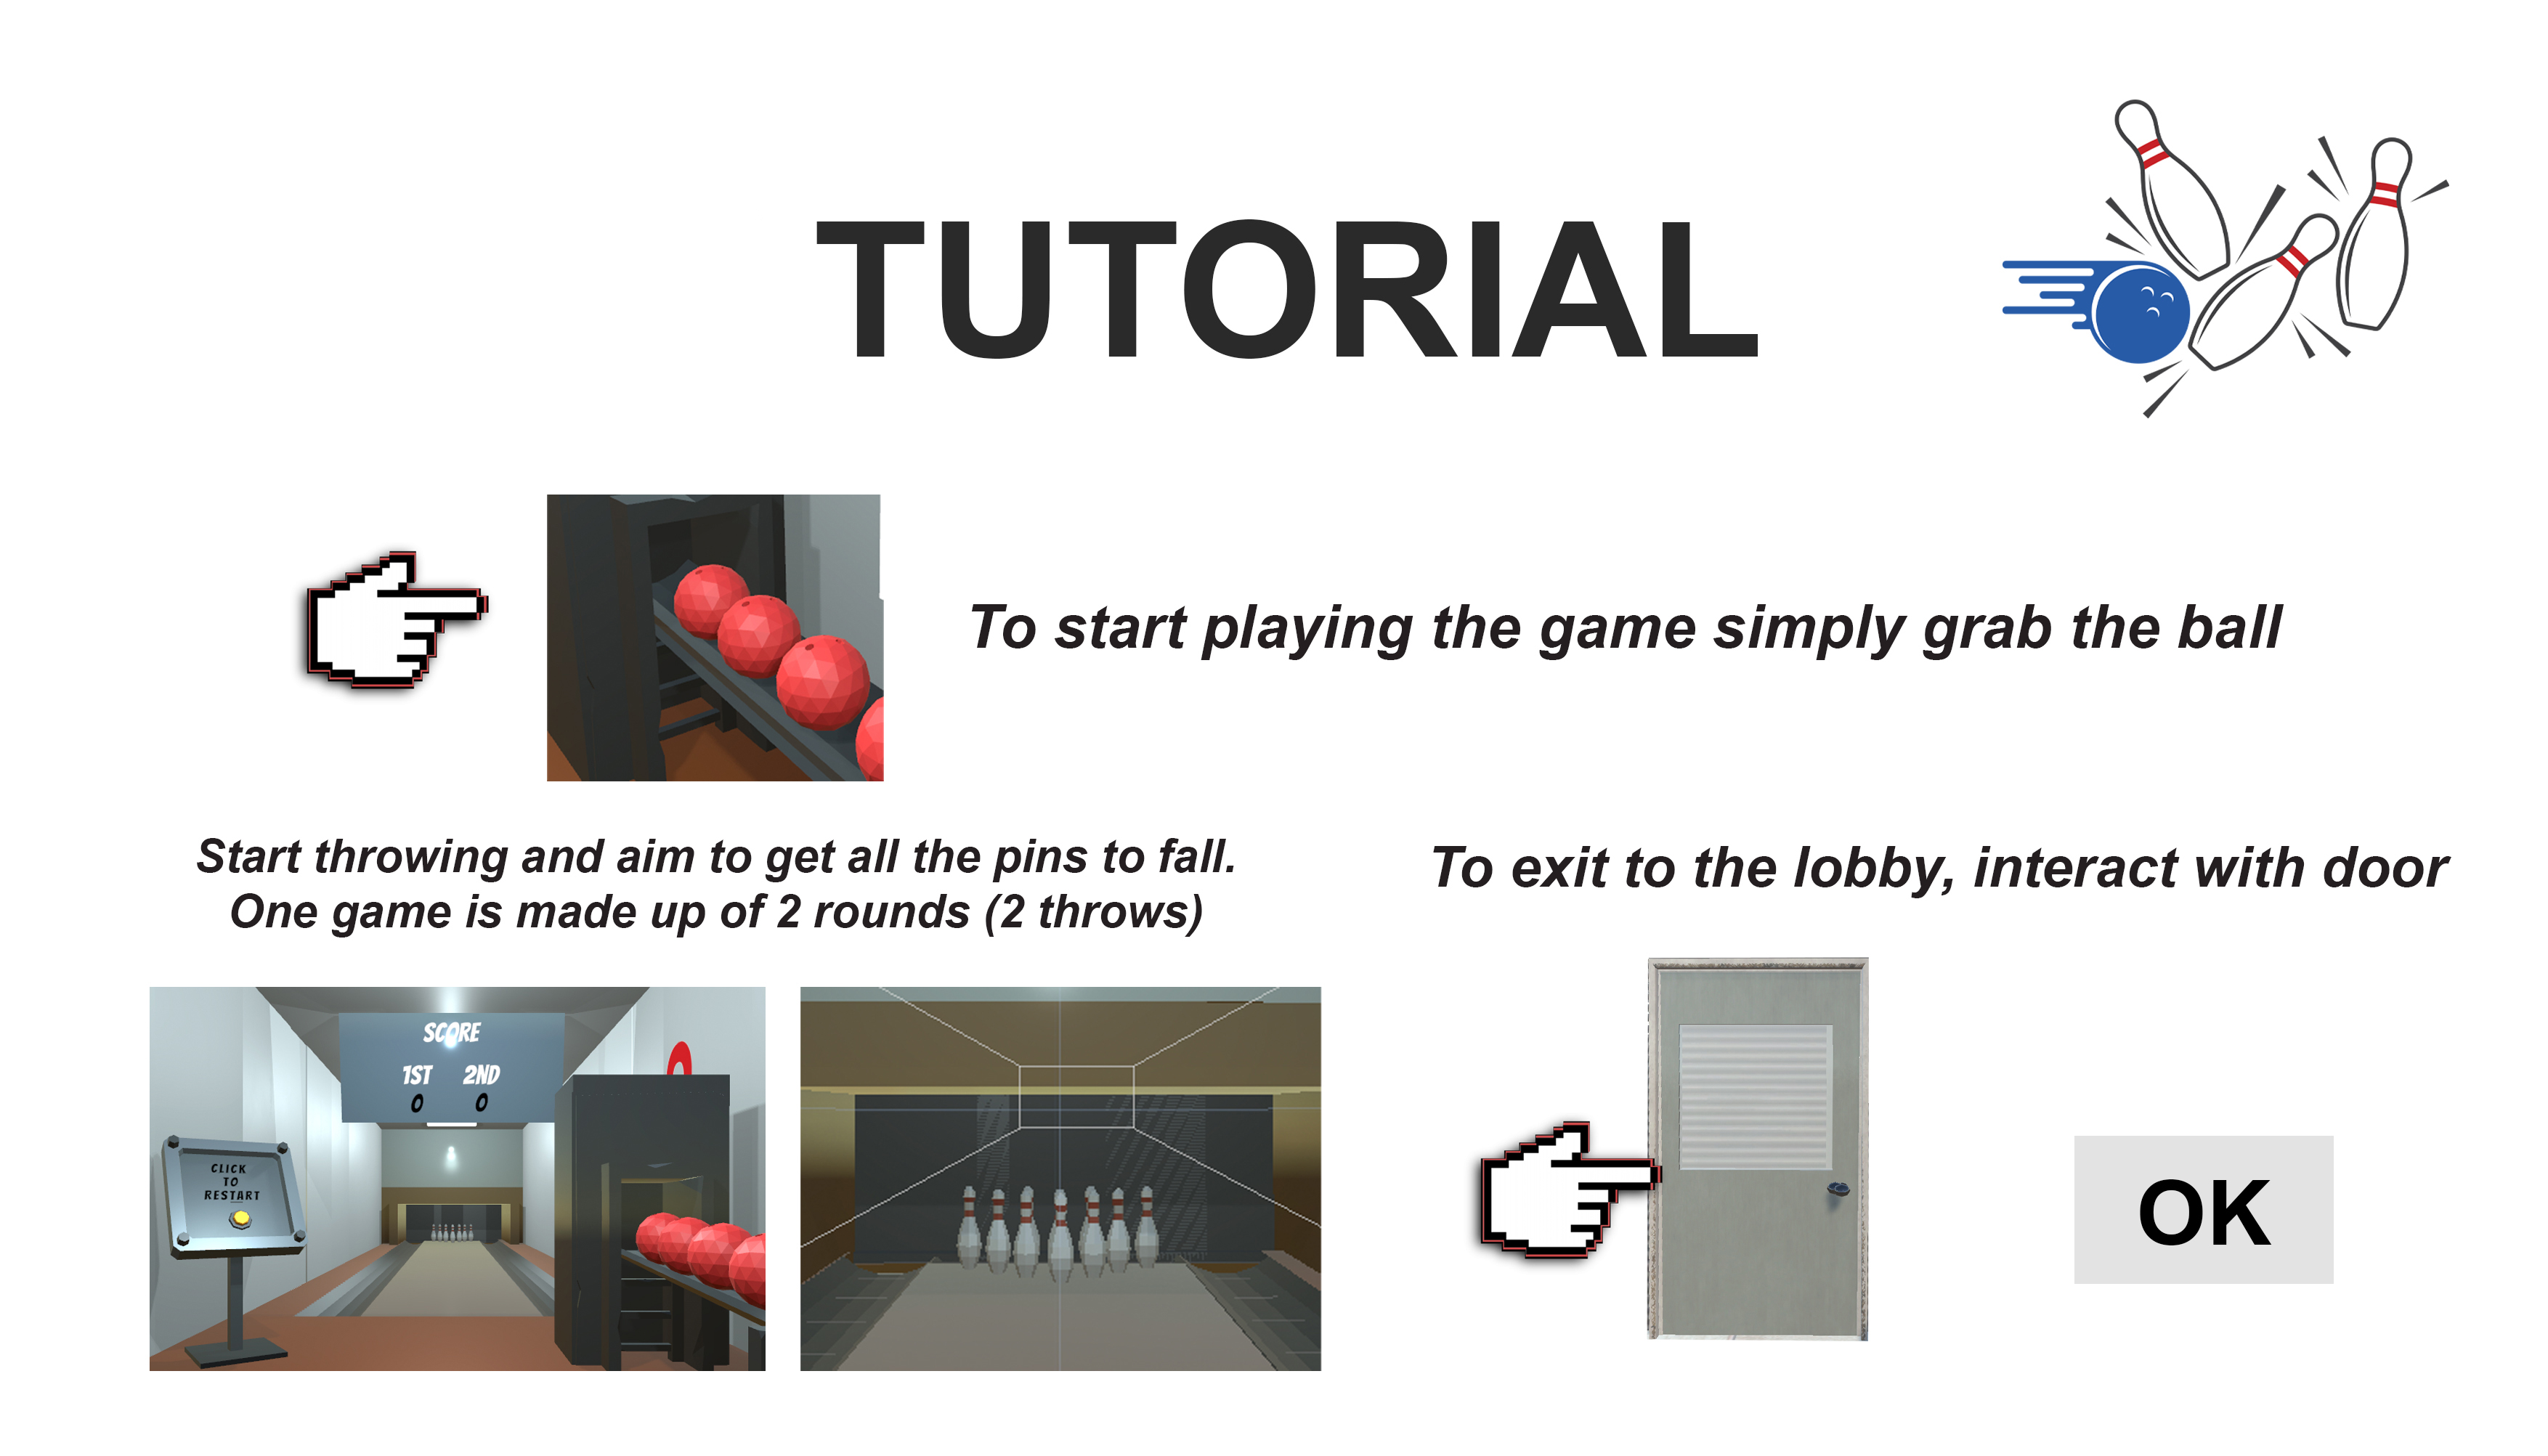 TUTORIAL
To start playing the game simply grab the ball
Start throwing and aim to get all the pins to fall.
One game is made up of 2 rounds (2 throws)
To exit to the lobby, interact with door
SCORE
1ST 2ND
0 0
CLICK
TO
RESTART
OK